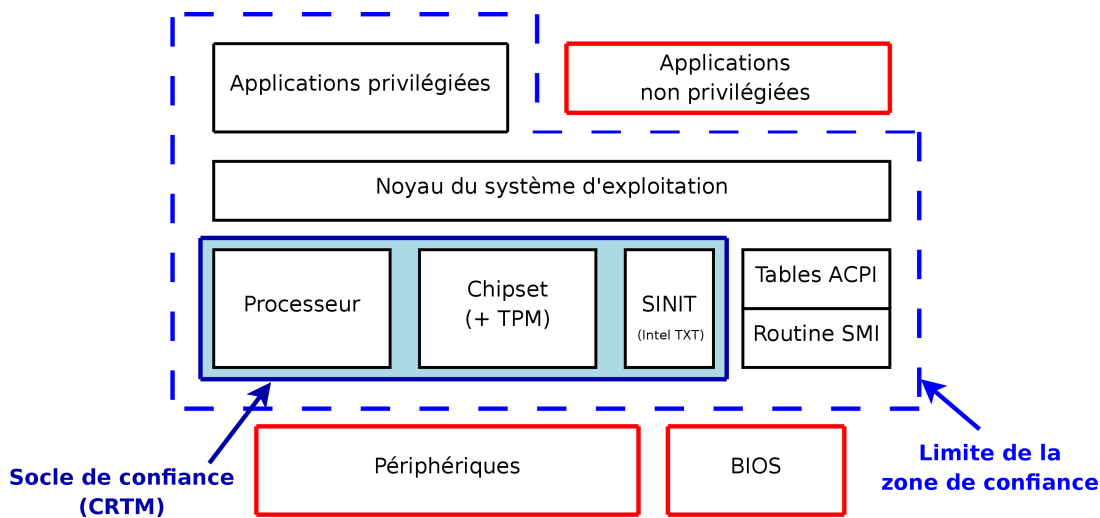 Applications privilégiées
Applications
non privilégiées
Noyau du système d'exploitation
Processeur
Chipset
(+ TPM)
SINIT
(Intel TXT)
Tables ACPI
Routine SMI
Socle de confiance
(CRTM)
Périphériques
BIOS
Limite de la
zone de confiance